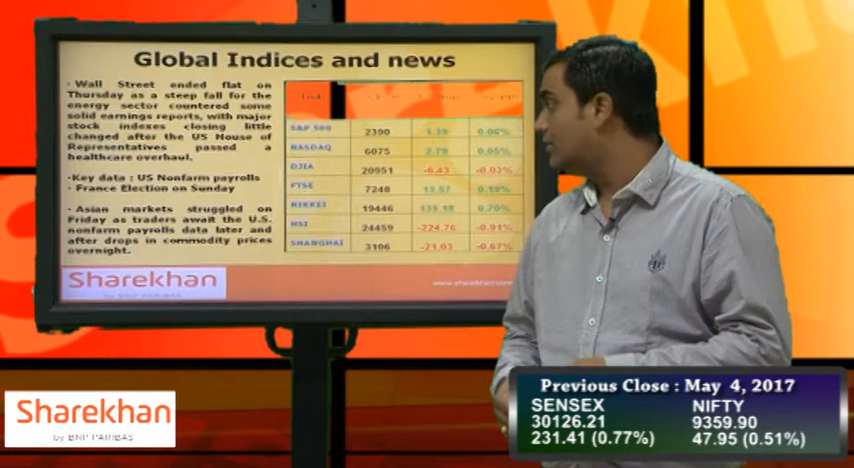 Global Indices and news
- Wall Street ended flat on
Thursday as a steep fall for the
energy sector countered some
solid earnings reports, with major
stock indexes closing little
changed after the US House of
Representatives passed a
healthcare overhaul.
-Key data : US Nonfarm payrolls
- France Election on Sunday
- Asian markets struggled on
Friday as traders await the U.S.
nonfarm payrolls data later and
after drops in commodity prices
overnight.
S&P 500 2390 1.39 0.06%
NASDAQ 6075 2.79 0.05%
DJIA 20951 -6.43 -0.03%
FTSE 7248 13.57 0.19%
NIKKEI 19446 135.18 0.70%
HSI 24459 -224.76 -0.91%
SHANGHAI 3106 -21.03 -0.67%
Sharekhan
by BNP PARIBAS
Sharekhan
by BNP PARIBAS
Previous Close : May 4, 2017
SENSEX NIFTY
30126.21 9359.90
231.41 (0.77%) 47.95 (0.51%)